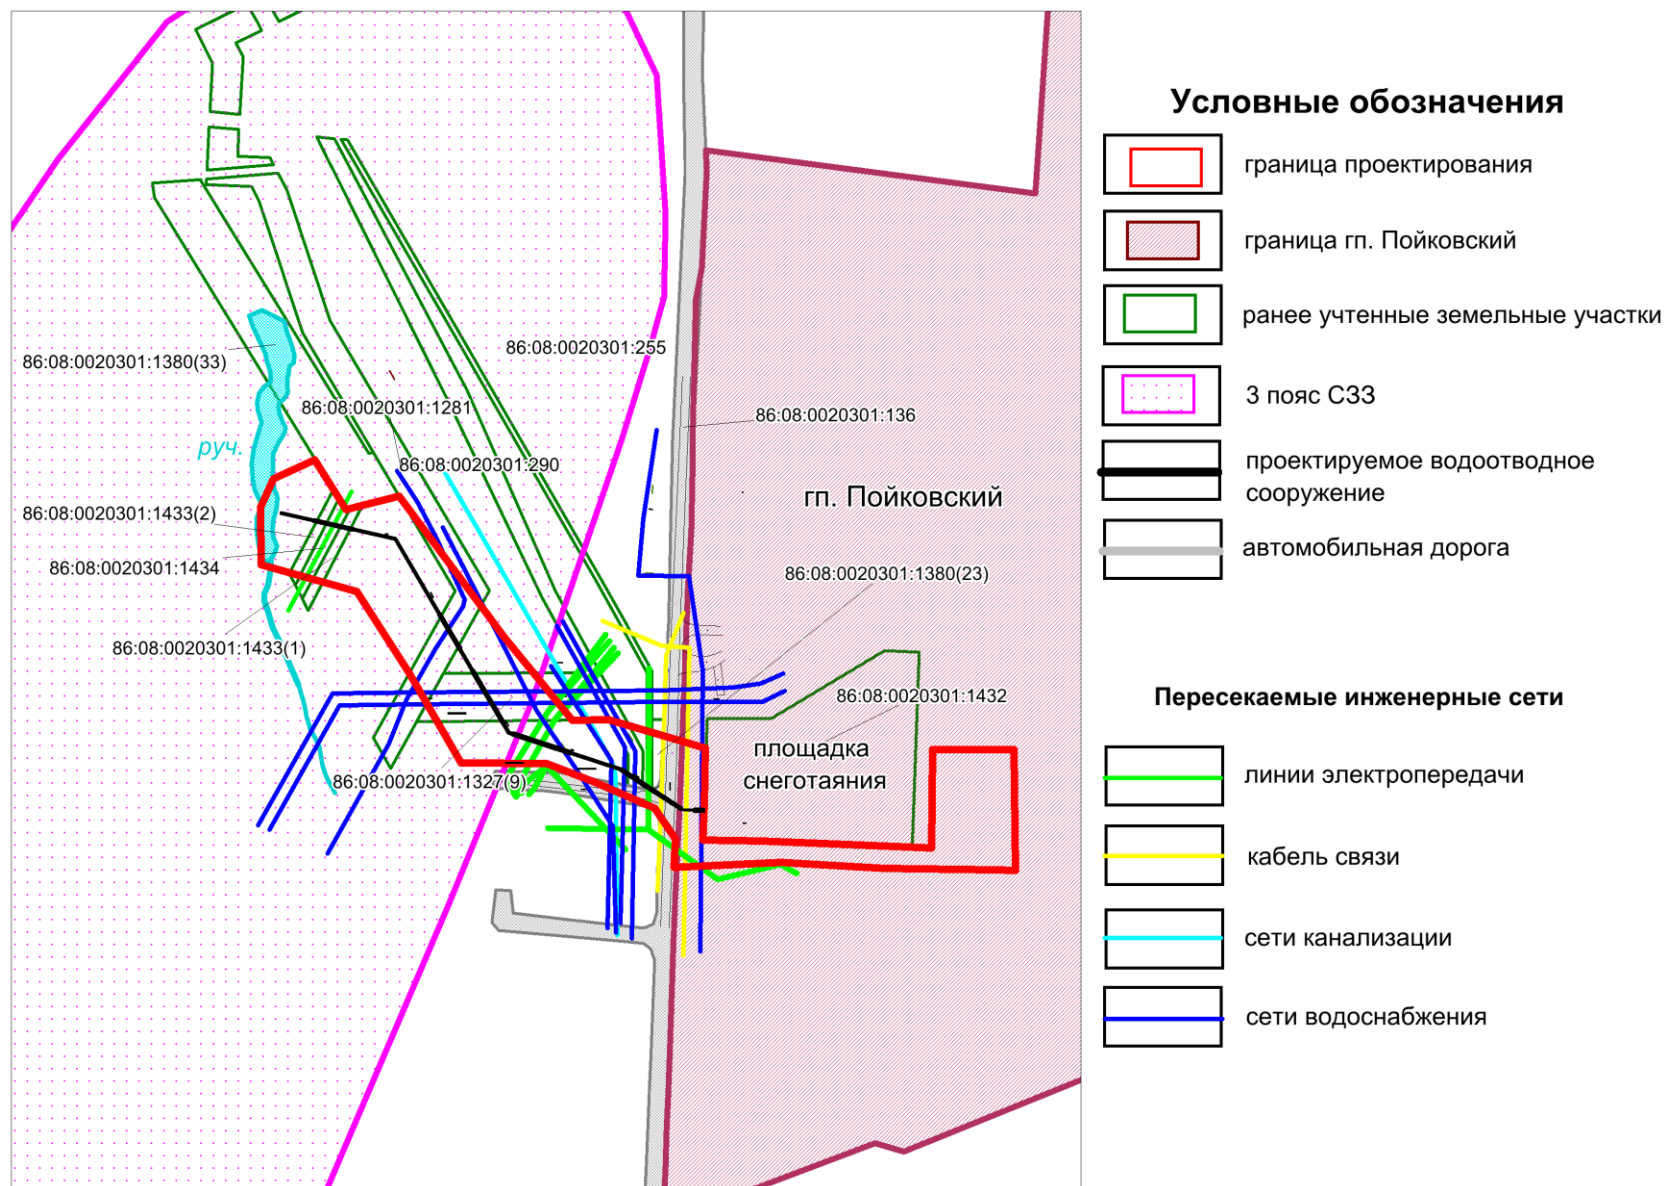 86:08:0020301:255
86:08:0020301:1380(33)
86:08:0020301:1281
86:08:0020301:136
руч.
86:08:0020301:290
гп. Пойковский
86:08:0020301:1433(2)
86:08:0020301:1434
86:08:0020301:1380(23)
86:08:0020301:1433(1)
86:08:0020301:1432
площадка
снеготаяния
86:08:0020301:1327(9)
Условные обозначения
граница проектирования
граница гп. Пойковский
ранее учтенные земельные участки
3 пояс СЗЗ
проектируемое водоотводное
сооружение
автомобильная дорога
Пересекаемые инженерные сети
линии электропередачи
кабель связи
сети канализации
сети водоснабжения